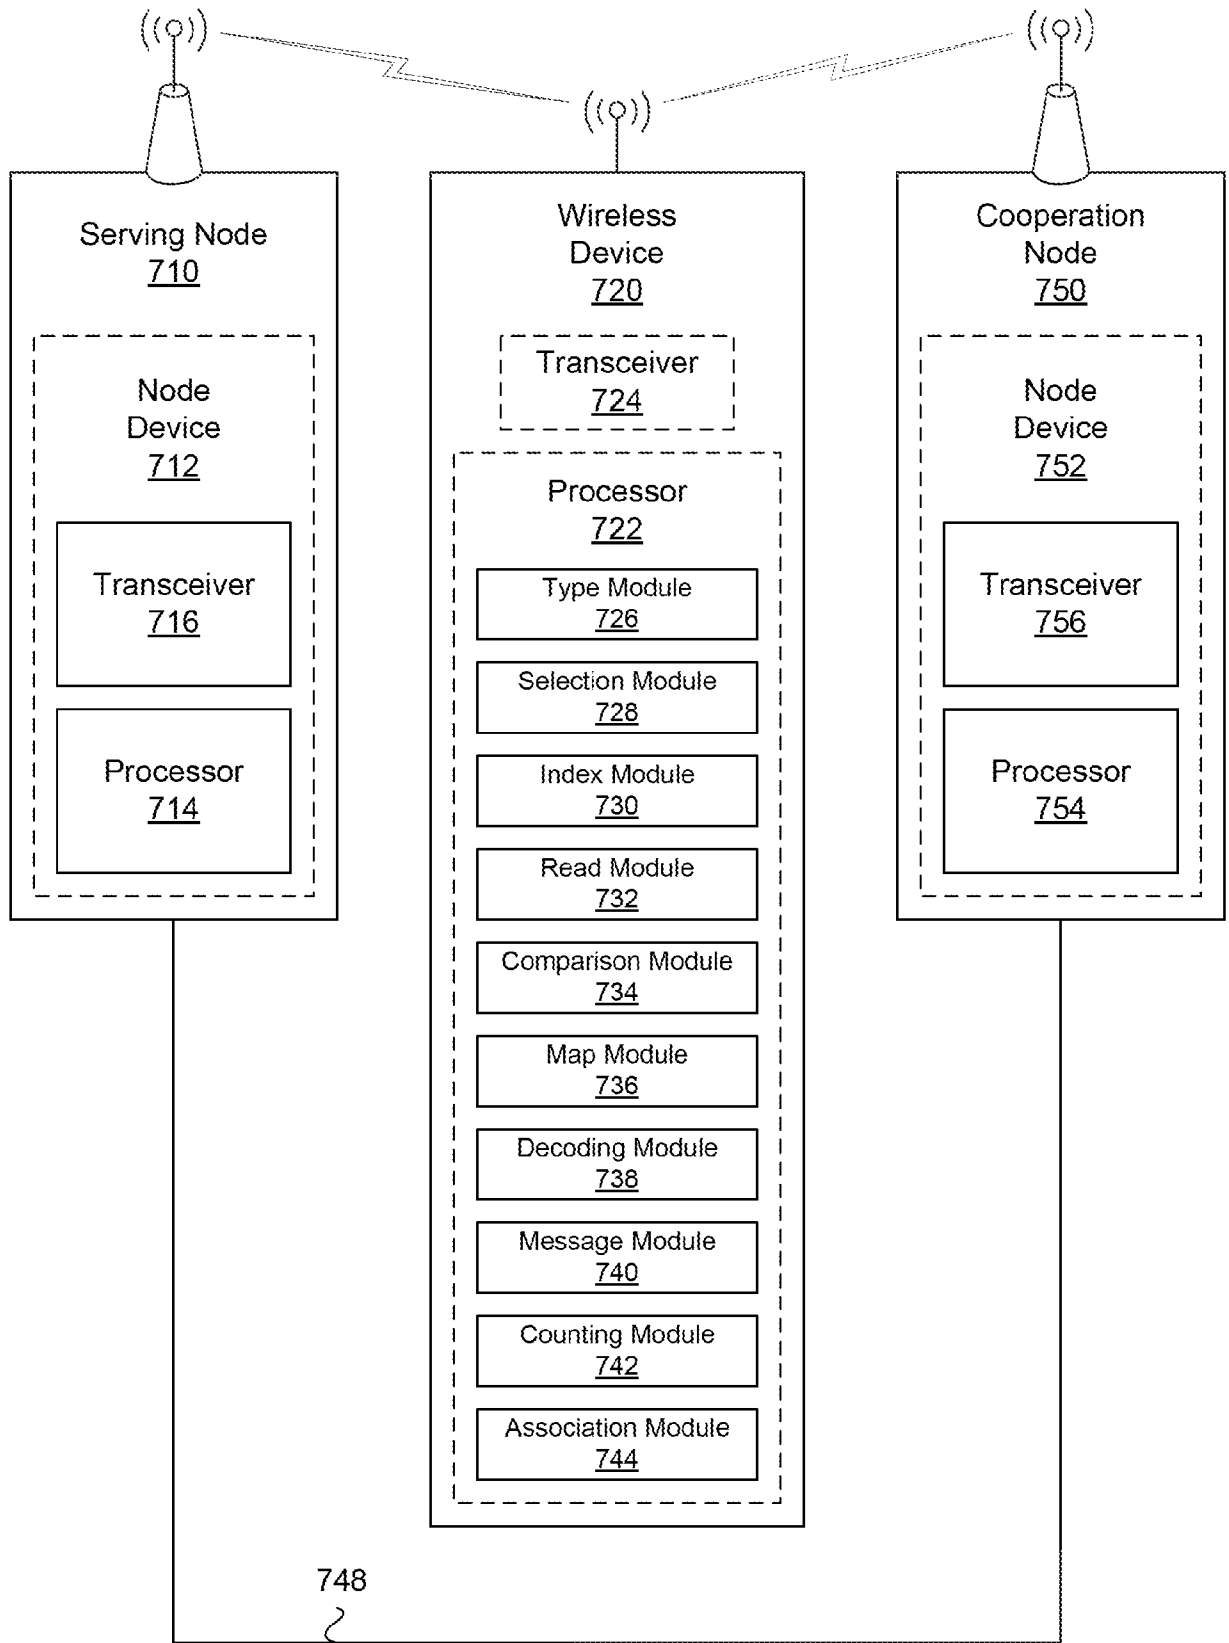 Serving Node
710
Node
Device
712
Transceiver
716
Processor
714
Wireless
Device
720
Transceiver
724
Processor
722
Type Module
726
Selection Module
728
Index Module
730
Read Module
732
Comparison Module
734
Map Module
736
Decoding Module
738
Message Module
740
Counting Module
742
Association Module
744
Cooperation
Node
750
Node
Device
752
Transceiver
756
Processor
754
748